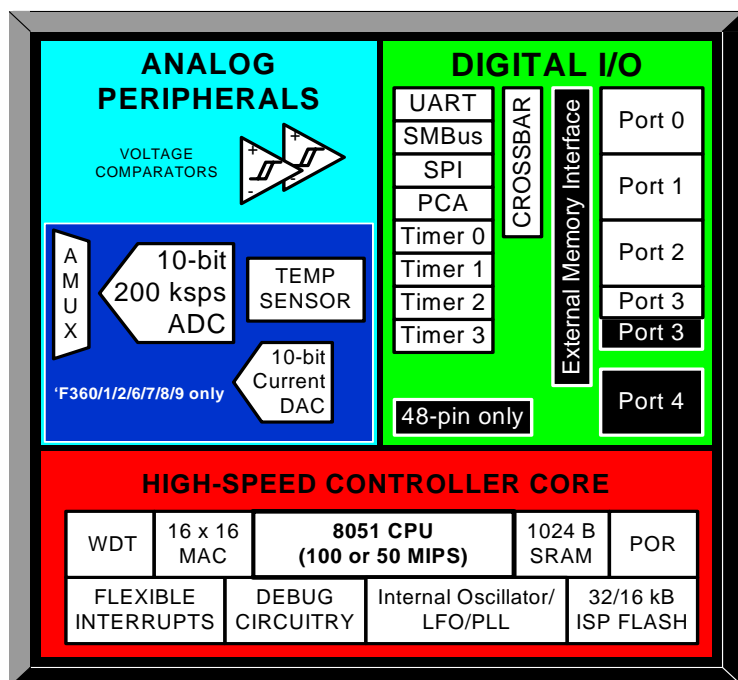 ANALOG
PERIPHERALS
VOLTAGE
COMPARATORS
+
-
+
-
A
M
U
X
10-bit
200 ksps
ADC
TEMP
SENSOR
10-bit
Current
DAC
‘F360/1/2/6/7/8/9 only
DIGITAL I/O
UART
SMBus
SPI
PCA
Timer 0
Timer 1
Timer 2
Timer 3
CROSSBAR
External Memory Interface
Port 0
Port 1
Port 2
Port 3
Port 3
Port 4
48-pin only
HIGH-SPEED CONTROLLER CORE
WDT
16 x 16
MAC
8051 CPU
(100 or 50 MIPS)
1024 B
SRAM
POR
FLEXIBLE
INTERRUPTS
DEBUG
CIRCUITRY
Internal Oscillator/
LFO/PLL
32/16 kB
ISP FLASH